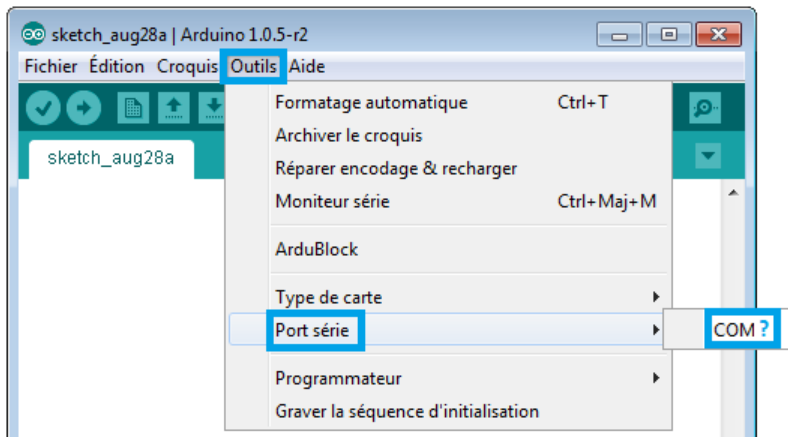 sketch_aug28a | Arduino 1.0.5-r2
Fichier Édition Croquis Outils Aide
sketch_aug28a
Formatage automatique Ctrl+T
Archiver le croquis
Réparer encodage & recharger
Moniteur série Ctrl+Maj+M
ArduBlock
Type de carte
Port série
COM ?
Programmateur
Graver la séquence d'initialisation